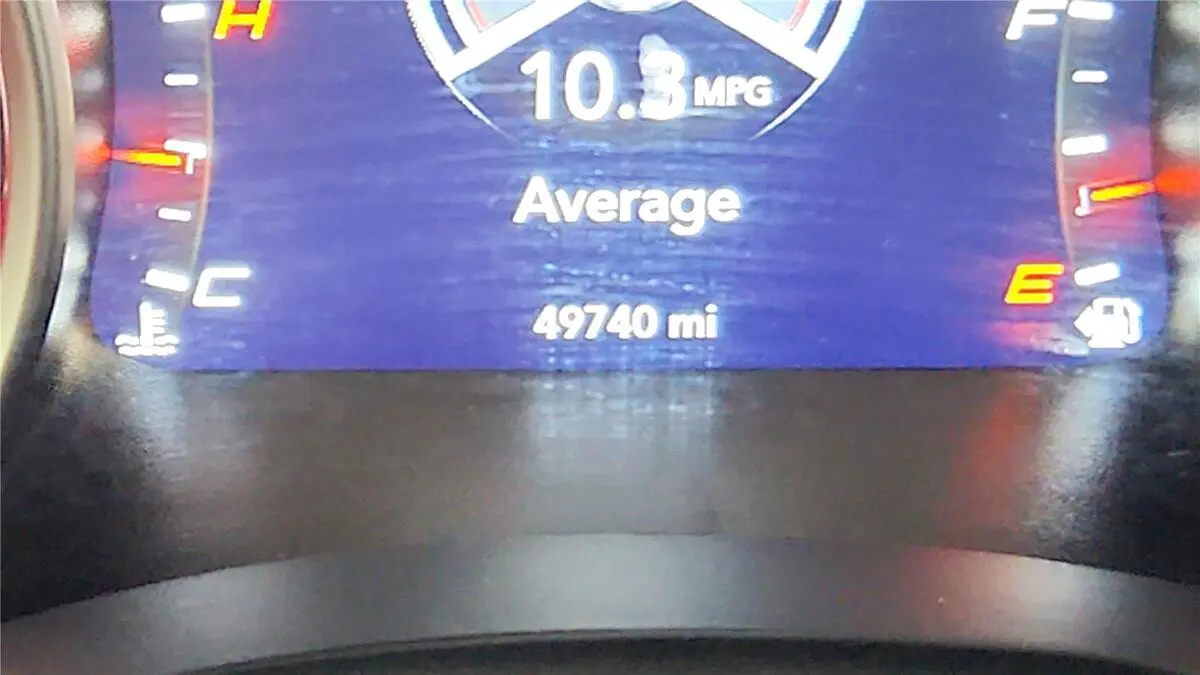 H F
10.3 MPG
Average
C E
49740 mi